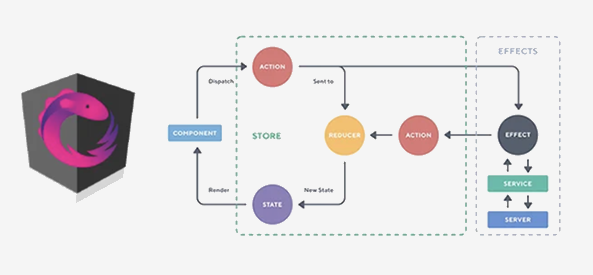 EFFECTS
ACTION
Dispatch
Sent to
COMPONENT
STORE
REDUCER
ACTION
EFFECT
SERVICE
Render
STATE
New State
SERVER